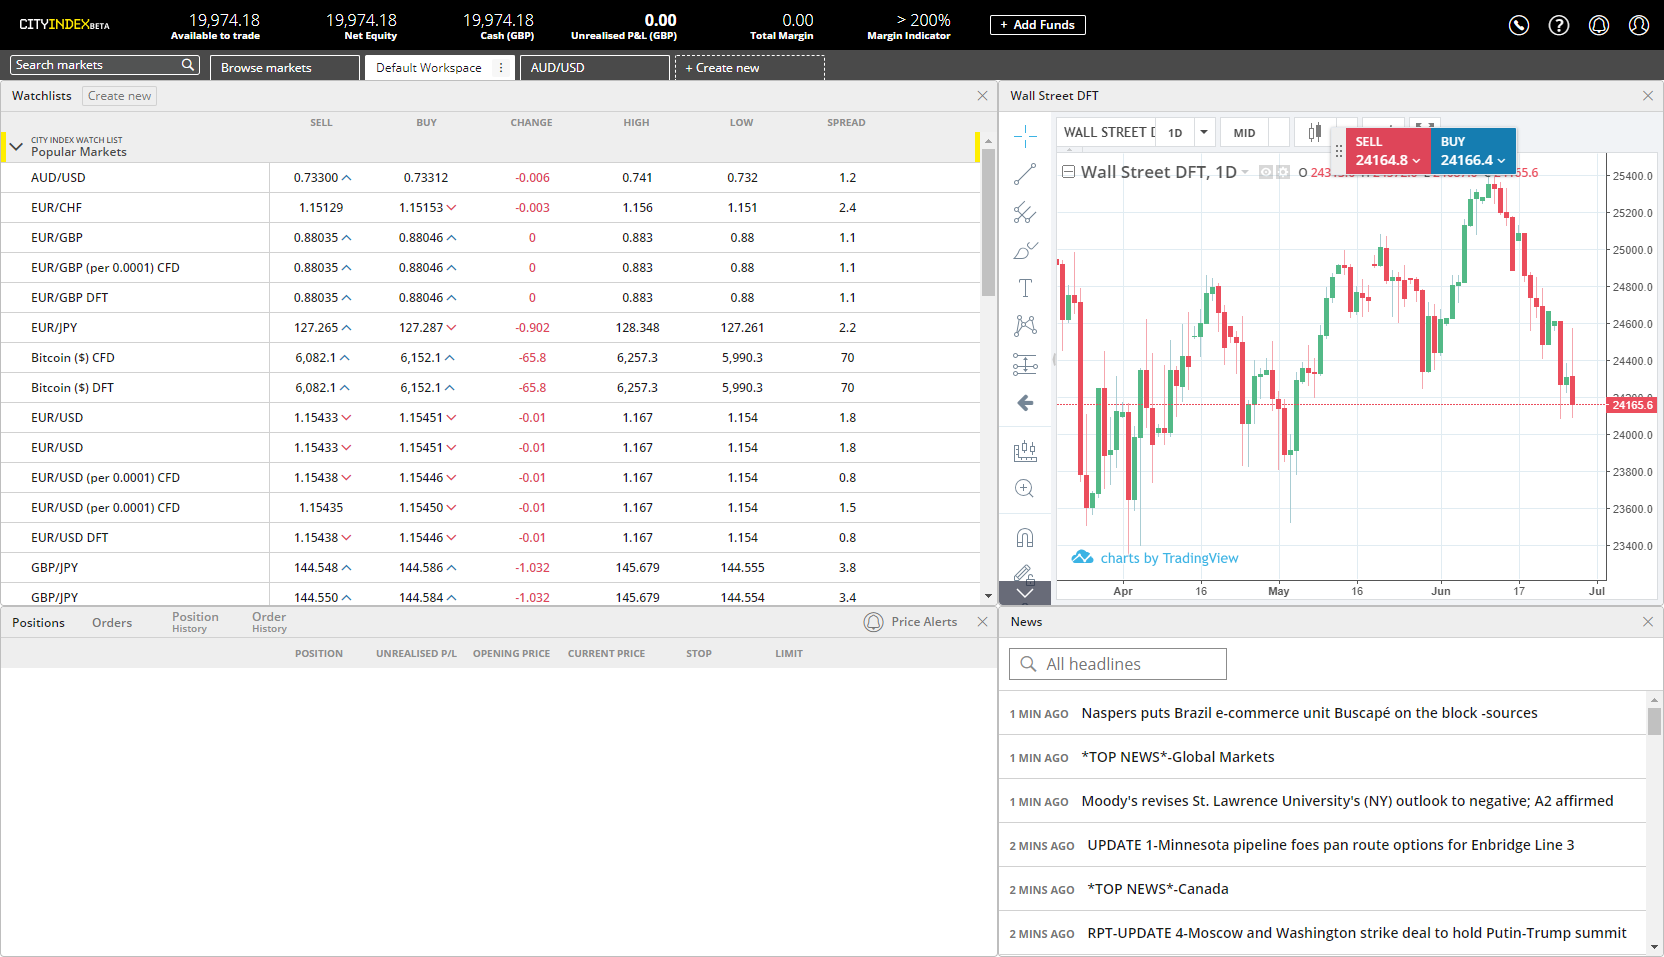 CITYINDEXBETA
19,974.18
Available to trade
19,974.18
Net Equity
19,974.18
Cash (GBP)
0.00
Unrealised P&L (GBP)
0.00
Total Margin
> 200%
Margin Indicator
+ Add Funds
Search markets
Browse markets
Default Workspace
AUD/USD
+ Create new
Watchlists Create new
SELL BUY CHANGE HIGH LOW SPREAD
CITY INDEX WATCH LIST
Popular Markets
AUD/USD 0.73300 0.73312 -0.006 0.741 0.732 1.2
EUR/CHF 1.15129 1.15153 -0.003 1.156 1.151 2.4
EUR/GBP 0.88035 0.88046 0 0.883 0.88 1.1
EUR/GBP (per 0.0001) CFD 0.88035 0.88046 0 0.883 0.88 1.1
EUR/GBP DFT 0.88035 0.88046 0 0.883 0.88 1.1
EUR/JPY 127.265 127.287 -0.902 128.348 127.261 2.2
Bitcoin ($) CFD 6,082.1 6,152.1 -65.8 6,257.3 5,990.3 70
Bitcoin ($) DFT 6,082.1 6,152.1 -65.8 6,257.3 5,990.3 70
EUR/USD 1.15433 1.15451 -0.01 1.167 1.154 1.8
EUR/USD 1.15433 1.15451 -0.01 1.167 1.154 1.8
EUR/USD (per 0.0001) CFD 1.15438 1.15446 -0.01 1.167 1.154 0.8
EUR/USD (per 0.0001) CFD 1.15435 1.15450 -0.01 1.167 1.154 1.5
EUR/USD DFT 1.15438 1.15446 -0.01 1.167 1.154 0.8
GBP/JPY 144.548 144.586 -1.032 145.679 144.555 3.8
GBP/JPY 144.550 144.584 -1.032 145.679 144.554 3.4
Wall Street DFT
WALL STREET 1D MID
SELL
24164.8
BUY
24166.4
Wall Street DFT, 1D O
25400.0
25200.0
25000.0
24800.0
24600.0
24400.0
24165.6
24000.0
23800.0
23600.0
23400.0
charts by TradingView
Apr 16 May 16 Jun 17 Jul
Positions
Orders
Position
History
Order
History
Price Alerts
POSITION UNREALISED P/L OPENING PRICE CURRENT PRICE STOP LIMIT
News
All headlines
1 MIN AGO Naspers puts Brazil e-commerce unit Buscapé on the block -sources
1 MIN AGO *TOP NEWS*-Global Markets
1 MIN AGO Moody's revises St. Lawrence University's (NY) outlook to negative; A2 affirmed
2 MINS AGO UPDATE 1-Minnesota pipeline foes pan route options for Enbridge Line 3
2 MINS AGO *TOP NEWS*-Canada
2 MINS AGO RPT-UPDATE 4-Moscow and Washington strike deal to hold Putin-Trump summit